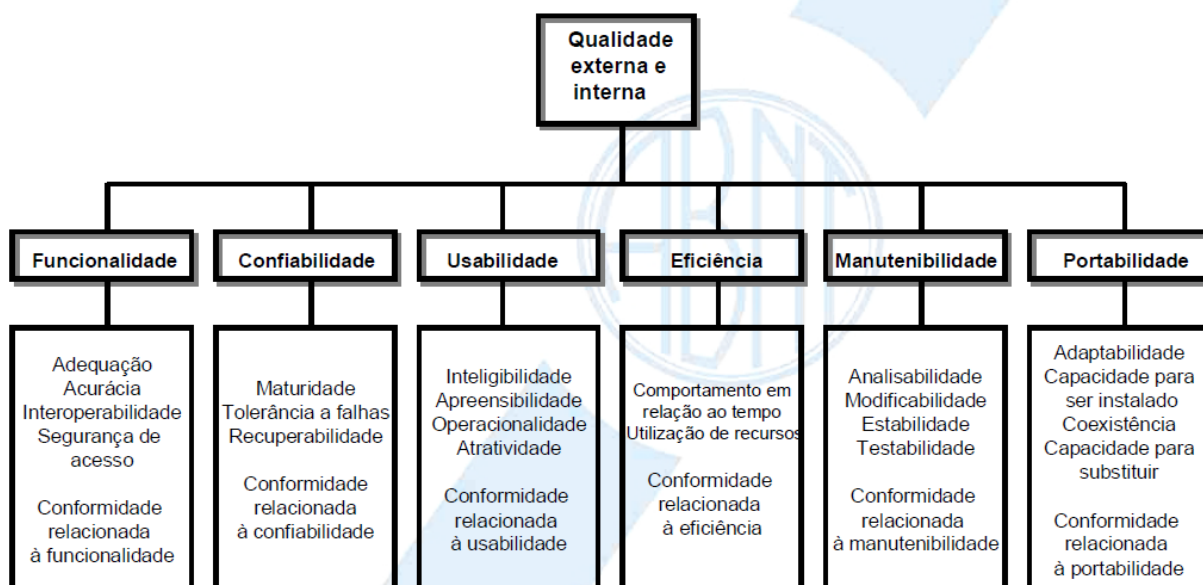 Qualidade
externa e
interna
ABNT
Funcionalidade
Confiabilidade
Usabilidade
Eficiência
Manutenibilidade
Portabilidade
Adequação
Acurácia
Interoperabilidade
Segurança de
acesso
Conformidade
relacionada
à funcionalidade
Maturidade
Tolerância a falhas
Recuperabilidade
Conformidade
relacionada
à confiabilidade
Inteligibilidade
Apreensibilidade
Operacionalidade
Atratividade
Conformidade
relacionada
à usabilidade
Comportamento em
relação ao tempo
Utilização de recursos
Conformidade
relacionada
à eficiência
Analisabilidade
Modificabilidade
Estabilidade
Testabilidade
Conformidade
relacionada
à manutenibilidade
Adaptabilidade
Capacidade para
ser instalado
Coexistência
Capacidade para
substituir
Conformidade
relacionada
à portabilidade